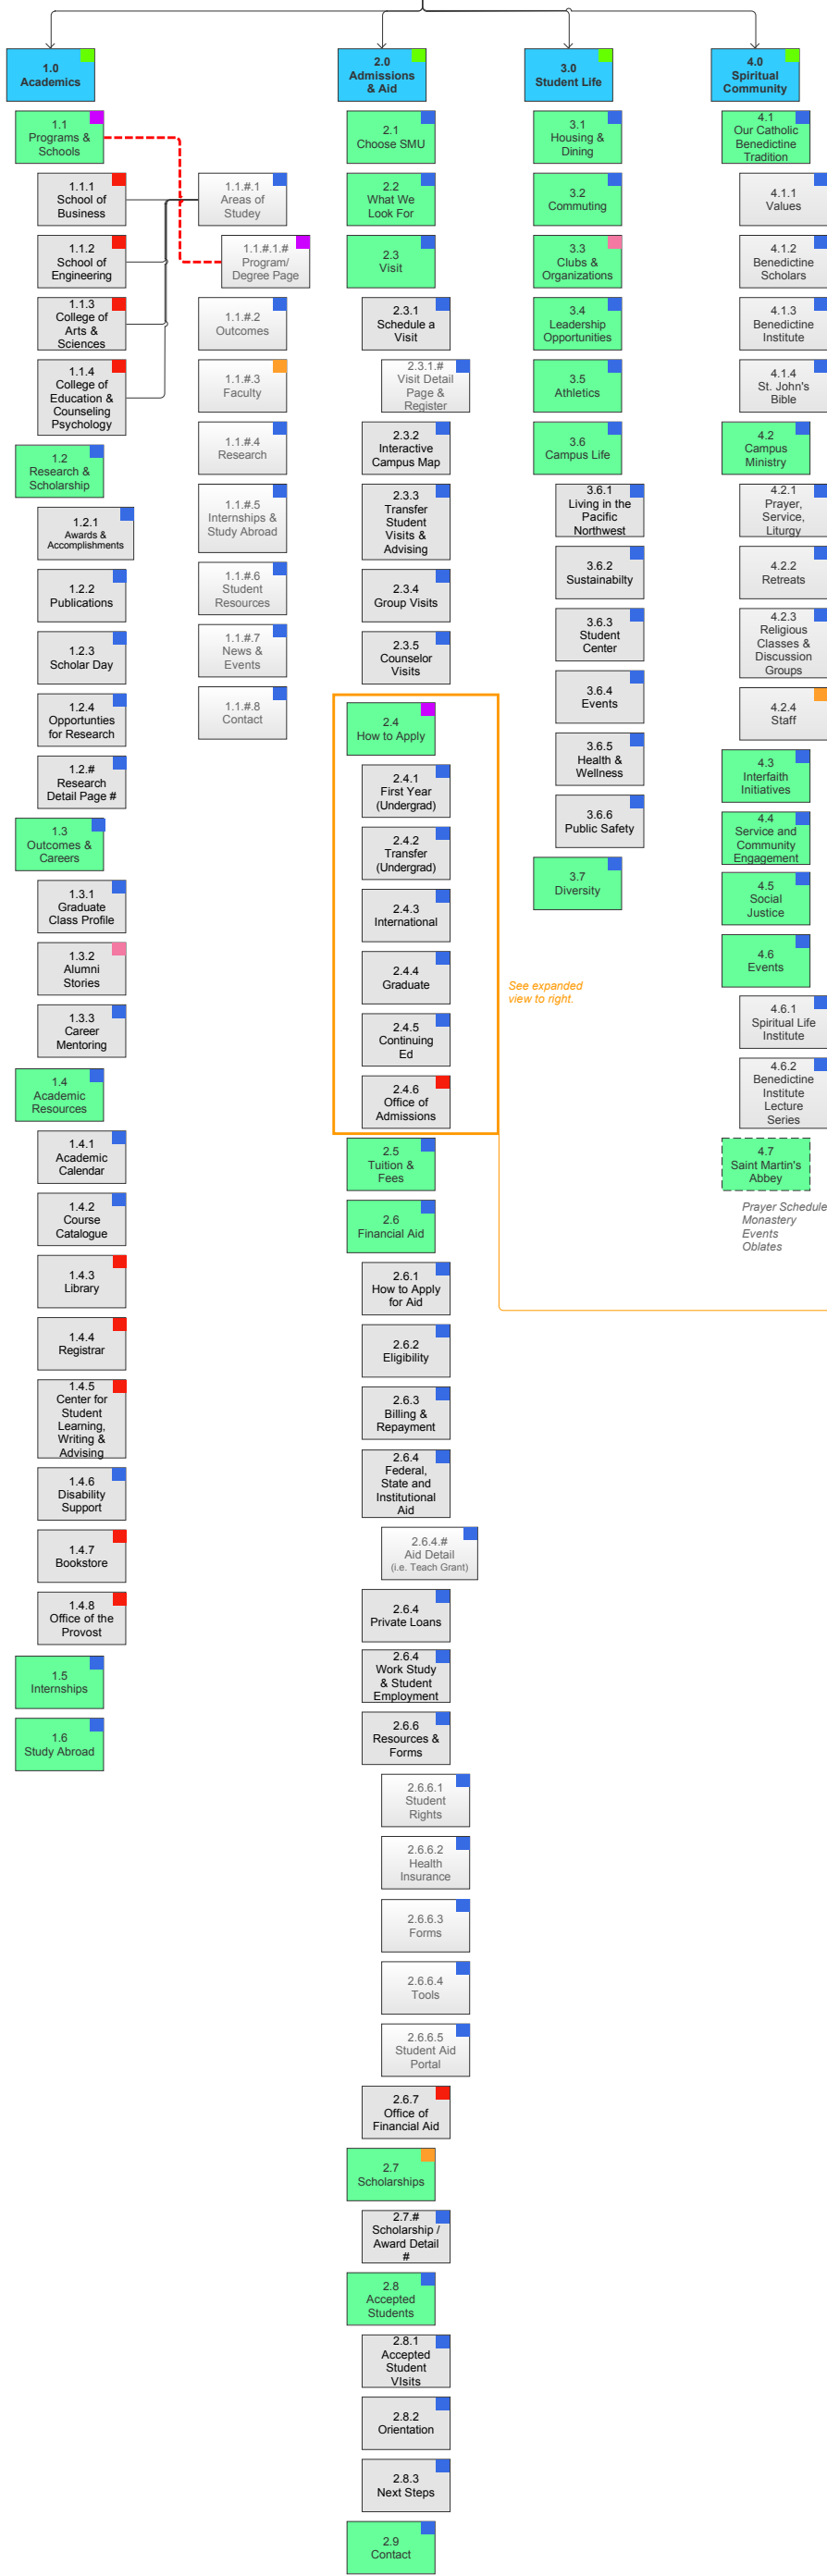 1.0
Academics
1.1
Programs &
Schools
1.1.1
School of
Business
1.1.2
School of
Engineering
1.1.3
College of
Arts &
Sciences
1.1.4
College of
Education &
Counseling
Psychology
1.1.#.1
Areas of
Studey
1.1.#.1.#
Program/
Degree Page
1.1.#.2
Outcomes
1.1.#.3
Faculty
1.1.#.4
Research
1.1.#.5
Internships &
Study Abroad
1.1.#.6
Student
Resources
1.1.#.7
News &
Events
1.1.#.8
Contact
1.2
Research &
Scholarship
1.2.1
Awards &
Accomplishments
1.2.2
Publications
1.2.3
Scholar Day
1.2.4
Opportunties
for Research
1.2.#
Research
Detail Page #
1.3
Outcomes &
Careers
1.3.1
Graduate
Class Profile
1.3.2
Alumni
Stories
1.3.3
Career
Mentoring
1.4
Academic
Resources
1.4.1
Academic
Calendar
1.4.2
Course
Catalogue
1.4.3
Library
1.4.4
Registrar
1.4.5
Center for
Student
Learning,
Writing &
Advising
1.4.6
Disability
Support
1.4.7
Bookstore
1.4.8
Office of the
Provost
1.5
Internships
1.6
Study Abroad
2.0
Admissions
& Aid
2.1
Choose SMU
2.2
What We
Look For
2.3
Visit
2.3.1
Schedule a
Visit
2.3.1.#
Visit Detail
Page &
Register
2.3.2
Interactive
Campus Map
2.3.3
Transfer
Student
Visits &
Advising
2.3.4
Group Visits
2.3.5
Counselor
Visits
2.4
How to Apply
2.4.1
First Year
(Undergrad)
2.4.2
Transfer
(Undergrad)
2.4.3
International
2.4.4
Graduate
2.4.5
Continuing
Ed
2.4.6
Office of
Admissions
See expanded
view to right.
2.5
Tuition &
Fees
2.6
Financial Aid
2.6.1
How to Apply
for Aid
2.6.2
Eligibility
2.6.3
Billing &
Repayment
2.6.4
Federal,
State and
Institutional
Aid
2.6.4.#
Aid Detail
(i.e. Teach Grant)
2.6.4
Private Loans
2.6.4
Work Study
& Student
Employment
2.6.6
Resources &
Forms
2.6.6.1
Student
Rights
2.6.6.2
Health
Insurance
2.6.6.3
Forms
2.6.6.4
Tools
2.6.6.5
Student Aid
Portal
2.6.7
Office of
Financial Aid
2.7
Scholarships
2.7.#
Scholarship /
Award Detail
#
2.8
Accepted
Students
2.8.1
Accepted
Student
VIsits
2.8.2
Orientation
2.8.3
Next Steps
2.9
Contact
3.0
Student Life
3.1
Housing &
Dining
3.2
Commuting
3.3
Clubs &
Organizations
3.4
Leadership
Opportunities
3.5
Athletics
3.6
Campus Life
3.6.1
Living in the
Pacific
Northwest
3.6.2
Sustainabilty
3.6.3
Student
Center
3.6.4
Events
3.6.5
Health &
Wellness
3.6.6
Public Safety
3.7
Diversity
4.0
Spiritual
Community
4.1
Our Catholic
Benedictine
Tradition
4.1.1
Values
4.1.2
Benedictine
Scholars
4.1.3
Benedictine
Institute
4.1.4
St. John's
Bible
4.2
Campus
Ministry
4.2.1
Prayer,
Service,
Liturgy
4.2.2
Retreats
4.2.3
Religious
Classes &
Discussion
Groups
4.2.4
Staff
4.3
Interfaith
Initiatives
4.4
Service and
Community
Engagement
4.5
Social
Justice
4.6
Events
4.6.1
Spiritual Life
Institute
4.6.2
Benedictine
Institute
Lecture
Series
4.7
Saint Martin's
Abbey
Prayer Schedule
Monastery
Events
Oblates